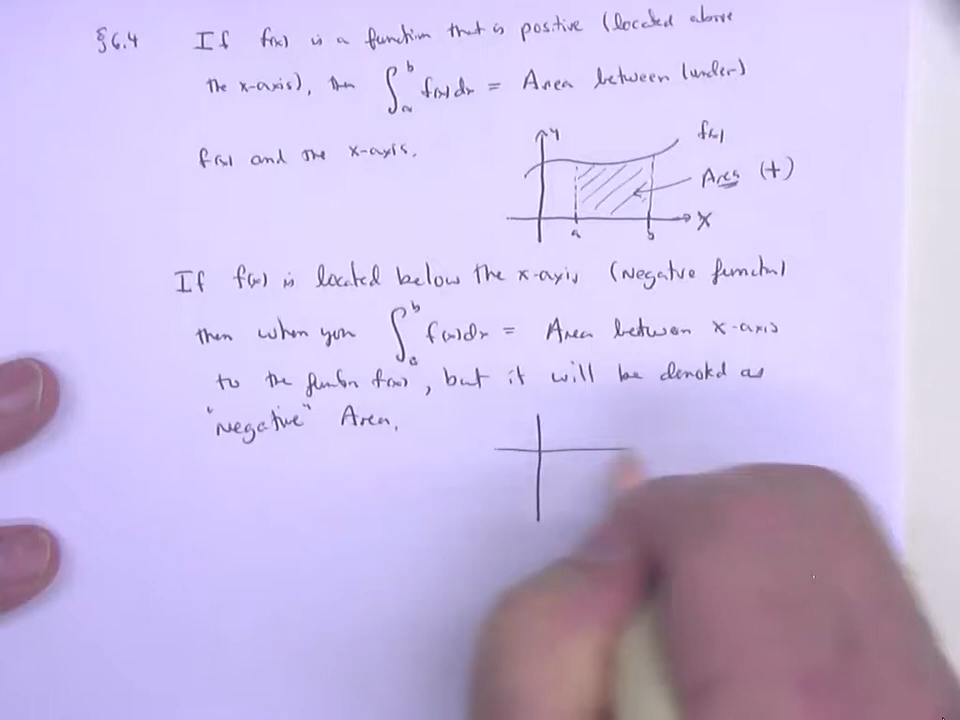 §6.4 If f(x) is a function that is positive (located above
the x-axis), then ∫_a^b f(x)dx = Area between (under)
f(x) and the x-axis.
y
f(x)
Area (+)
x
a b
If f(x) is located below the x-axis (Negative function)
then when you ∫_a^b f(x)dx = Area between x-axis
to the function f(x), but it will be denoted as
"negative" Area.